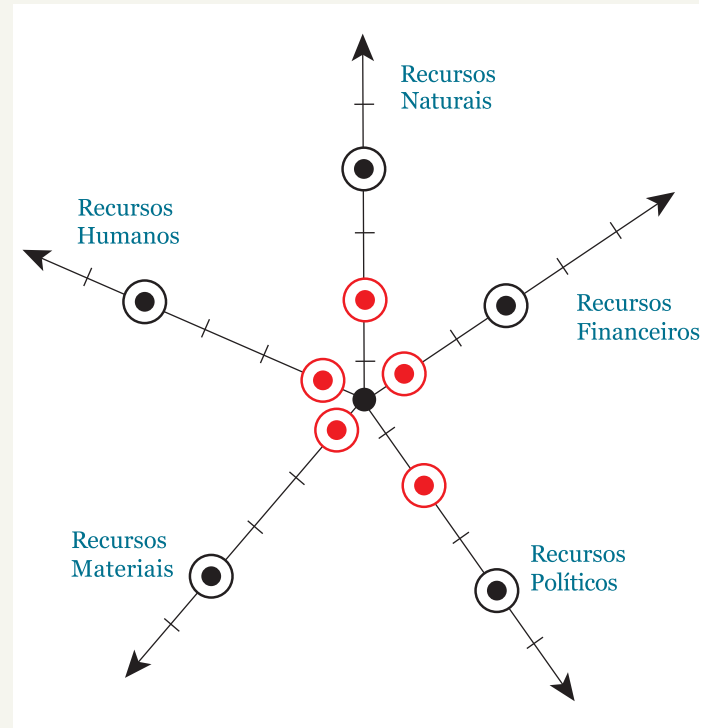 Recursos
Naturais
Recursos
Humanos
Recursos
Financeiros
Recursos
Materiais
Recursos
Políticos